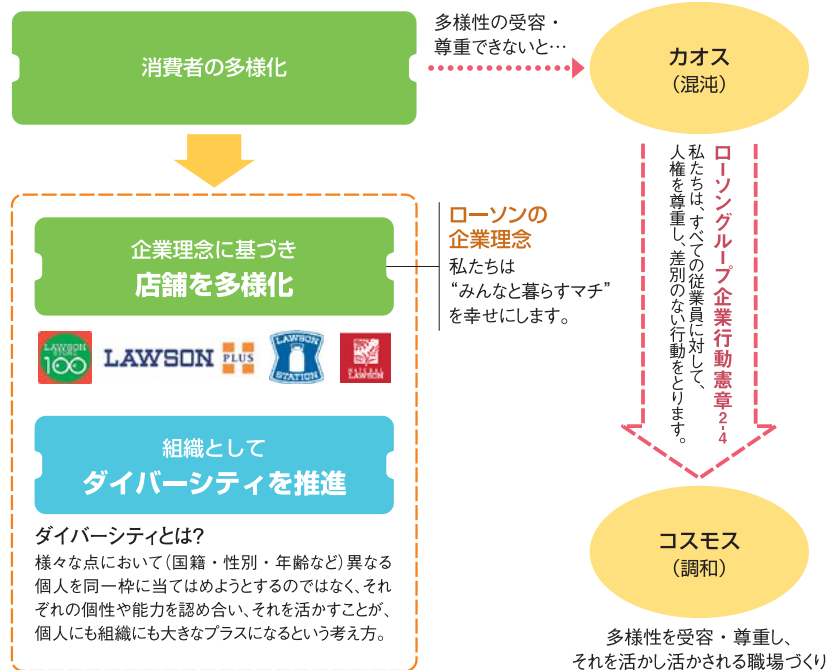 消費者の多様化
多様性の受容・
尊重できないと…
カオス
（混沌）
企業理念に基づき
店舗を多様化
ローソンの
企業理念
私たちは
“みんなと暮らすマチ”
を幸せにします。
LAWSON
STORE
100
LAWSON PLUS
LAWSON
STATION
NATURAL
LAWSON
組織として
ダイバーシティを推進
ダイバーシティとは?
様々な点において（国籍・性別・年齢など）異なる
個人を同一枠に当てはめようとするのではなく、それ
ぞれの個性や能力を認め合い、それを活かすことが、
個人にも組織にも大きなプラスになるという考え方。
ローソングループ企業行動憲章2-4
私たちは、すべての従業員に対して、
人権を尊重し、差別のない行動をとります。
コスモス
（調和）
多様性を受容・尊重し、
それを活かし活かされる職場づくり